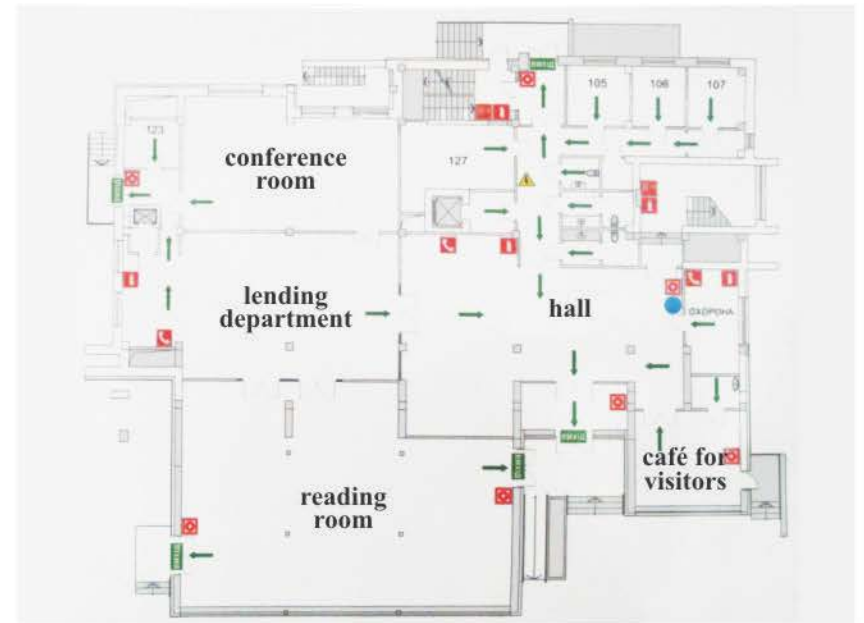 105
106
107
123
127
conference
room
lending
department
hall
ОХОРОНА
café for
visitors
reading
room